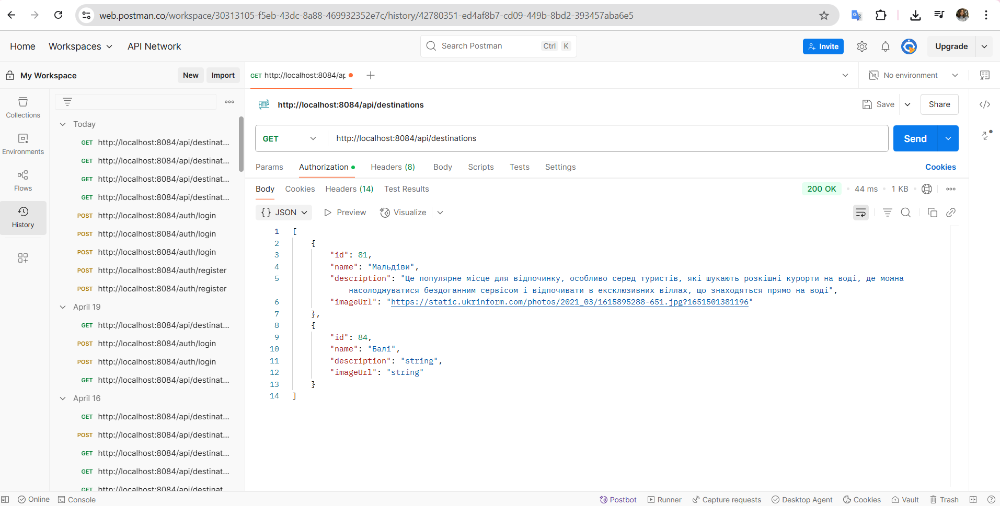 web.postman.co/workspace/30313105-f5eb-43dc-8a88-469932352e7c/history/42780351-ed4af8b7-cd09-449b-8bd2-393457aba6e5
Home Workspaces API Network Search Postman Ctrl K Invite Upgrade
My Workspace New Import GET http://localhost:8084/ap No environment
HTTP http://localhost:8084/api/destinations Save Share
Collections
Environments
Flows
History
Today
GET http://localhost:8084/api/destinat...
GET http://localhost:8084/api/destinat...
GET http://localhost:8084/api/destinat...
GET http://localhost:8084/api/destinat...
POST http://localhost:8084/auth/login
POST http://localhost:8084/auth/login
POST http://localhost:8084/auth/login
POST http://localhost:8084/auth/register
POST http://localhost:8084/auth/register
April 19
GET http://localhost:8084/api/destinat...
POST http://localhost:8084/auth/login
POST http://localhost:8084/auth/login
GET http://localhost:8084/api/destinat...
April 16
GET http://localhost:8084/api/destinat...
POST http://localhost:8084/api/destinat...
GET http://localhost:8084/api/destinat...
GET http://localhost:8084/api/destinat...
GET http://localhost:8084/api/destinat
GET http://localhost:8084/api/destinations Send
Params Authorization Headers (8) Body Scripts Tests Settings Cookies
Body Cookies Headers (14) Test Results 200 OK 44 ms 1 KB
{} JSON Preview Visualize
1 [
2 {
3 "id": 81,
4 "name": "Мальдіви",
5 "description": "Це популярне місце для відпочинку, особливо серед туристів, які шукають розкішні курорти на воді, де можна
насолоджуватися бездоганним сервісом і відпочивати в ексклюзивних віллах, що знаходяться прямо на воді",
6 "imageUrl": "https://static.ukrinform.com/photos/2021_03/1615895288-651.jpg?1651501381196"
7 },
8 {
9 "id": 84,
10 "name": "Балі",
11 "description": "string",
12 "imageUrl": "string"
13 }
14 ]
Online Console Postbot Runner Capture requests Desktop Agent Cookies Vault Trash